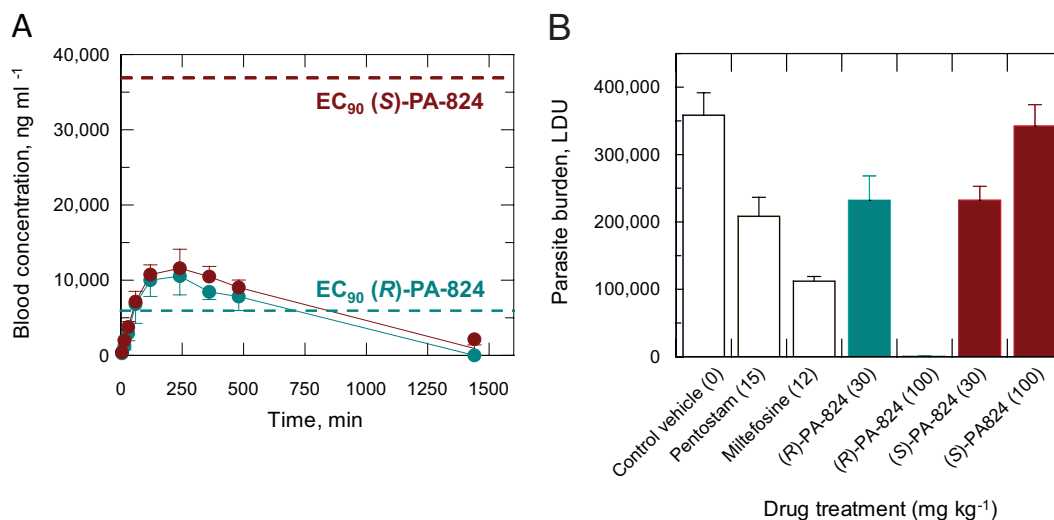 A
Blood concentration, ng ml -1
40,000
30,000
20,000
10,000
0
EC90 (S)-PA-824
EC90 (R)-PA-824
0 250 500 750 1000 1250 1500
Time, min
B
Parasite burden, LDU
400,000
300,000
200,000
100,000
0
Control vehicle (0)
Pentostam (15)
Miltefosine (12)
(R)-PA-824 (30)
(R)-PA-824 (100)
(S)-PA-824 (30)
(S)-PA824 (100)
Drug treatment (mg kg-1)